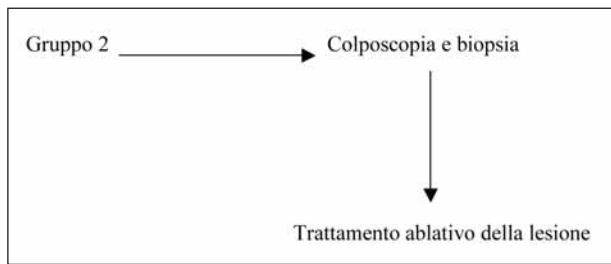 Gruppo 2
Colposcopia e biopsia
Trattamento ablativo della lesione